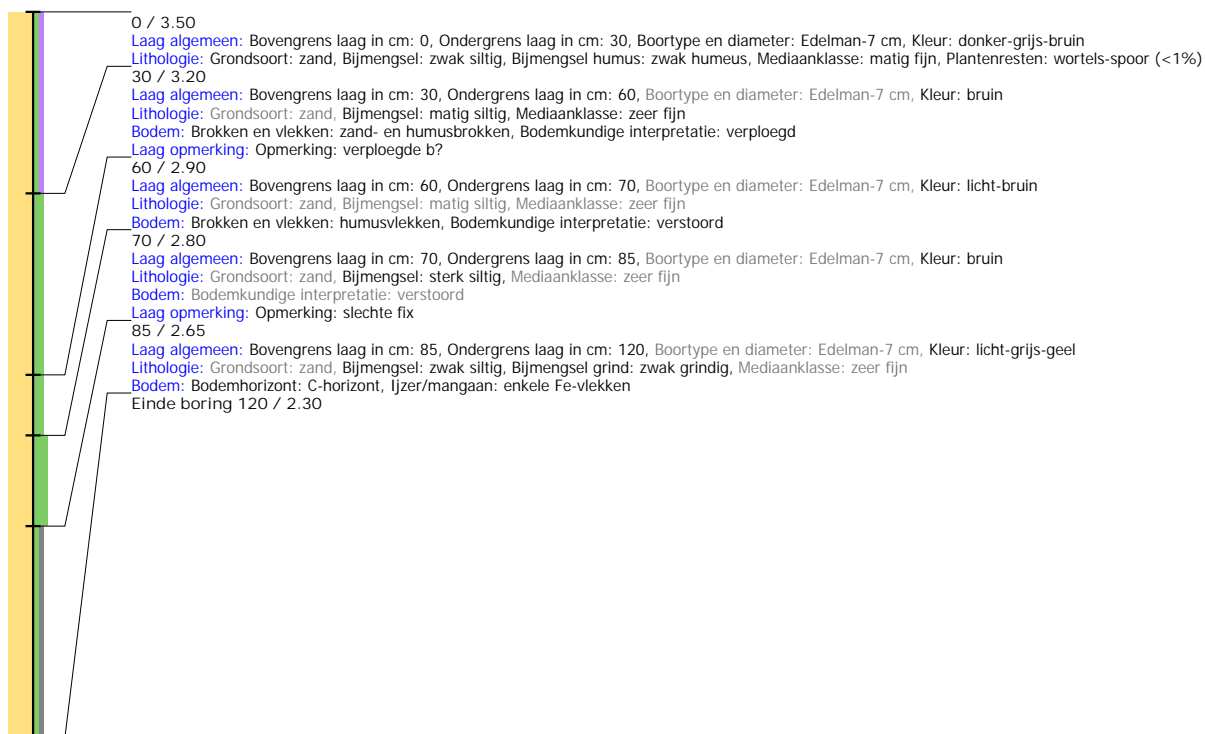 0 / 3.50
Laag algemeen: Bovengrens laag in cm: 0, Ondergrens laag in cm: 30, Boortype en diameter: Edelman-7 cm, Kleur: donker-grijs-bruin
Lithologie: Grondsoort: zand, Bijmengsel: zwak siltig, Bijmengsel humus: zwak humeus, Mediaanklasse: matig fijn, Plantenresten: wortels-spoor (<1%)
30 / 3.20
Laag algemeen: Bovengrens laag in cm: 30, Ondergrens laag in cm: 60, Boortype en diameter: Edelman-7 cm, Kleur: bruin
Lithologie: Grondsoort: zand, Bijmengsel: matig siltig, Mediaanklasse: zeer fijn
Bodem: Brokken en vlekken: zand- en humusbrokken, Bodemkundige interpretatie: verploegd
Laag opmerking: Opmerking: verploegde b?
60 / 2.90
Laag algemeen: Bovengrens laag in cm: 60, Ondergrens laag in cm: 70, Boortype en diameter: Edelman-7 cm, Kleur: licht-bruin
Lithologie: Grondsoort: zand, Bijmengsel: matig siltig, Mediaanklasse: zeer fijn
Bodem: Brokken en vlekken: humusvlekken, Bodemkundige interpretatie: verstoord
70 / 2.80
Laag algemeen: Bovengrens laag in cm: 70, Ondergrens laag in cm: 85, Boortype en diameter: Edelman-7 cm, Kleur: bruin
Lithologie: Grondsoort: zand, Bijmengsel: sterk siltig, Mediaanklasse: zeer fijn
Bodem: Bodemkundige interpretatie: verstoord
Laag opmerking: Opmerking: slechte fix
85 / 2.65
Laag algemeen: Bovengrens laag in cm: 85, Ondergrens laag in cm: 120, Boortype en diameter: Edelman-7 cm, Kleur: licht-grijs-geel
Lithologie: Grondsoort: zand, Bijmengsel: zwak siltig, Bijmengsel grind: zwak grindig, Mediaanklasse: zeer fijn
Bodem: Bodemhorizont: C-horizont, Ijzer/mangaan: enkele Fe-vlekken
Einde boring 120 / 2.30